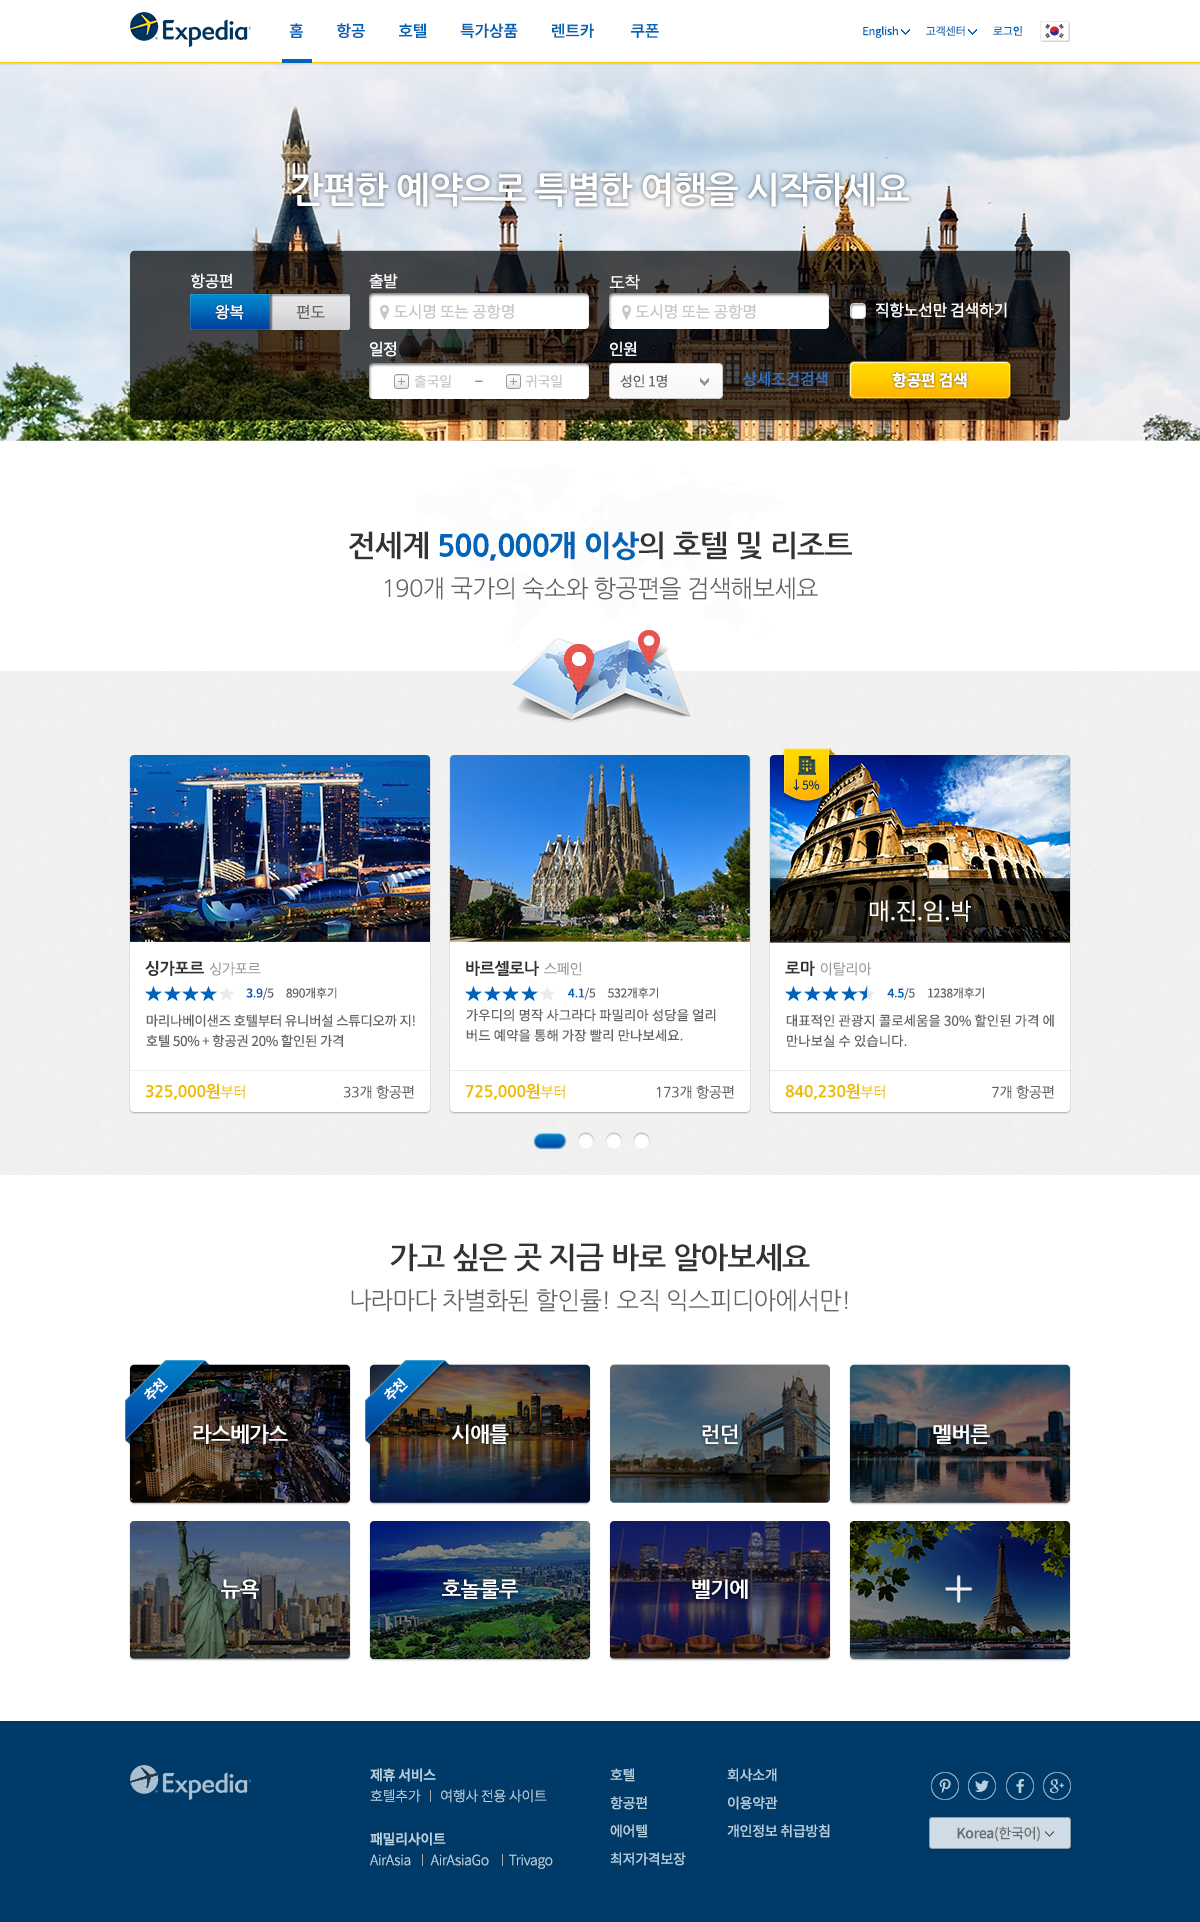 Expedia 홈 항공 호텔 특가상품 렌트카 쿠폰 English 고객센터 로그인
간편한 예약으로 특별한 여행을 시작하세요
항공편 출발 도착
왕복 편도 도시명 또는 공항명 도시명 또는 공항명 직항노선만 검색하기
일정 인원
출국일 – 귀국일 성인 1명 상세조건검색 항공편 검색
전세계 500,000개 이상의 호텔 및 리조트
190개 국가의 숙소와 항공편을 검색해보세요
싱가포르 싱가포르
3.9/5 890개후기
마리나베이샌즈 호텔부터 유니버설 스튜디오까 지!
호텔 50% + 항공권 20% 할인된 가격
325,000원부터 33개 항공편
바르셀로나 스페인
4.1/5 532개후기
가우디의 명작 사그라다 파밀리아 성당을 얼리
버드 예약을 통해 가장 빨리 만나보세요.
725,000원부터 173개 항공편
↓5%
매.진.임.박
로마 이탈리아
4.5/5 1238개후기
대표적인 관광지 콜로세움을 30% 할인된 가격 에
만나보실 수 있습니다.
840,230원부터 7개 항공편
가고 싶은 곳 지금 바로 알아보세요
나라마다 차별화된 할인률! 오직 익스피디아에서만!
추천 라스베가스
추천 시애틀
런던
멜버른
뉴욕
호놀룰루
벨기에
Expedia
제휴 서비스
호텔추가 | 여행사 전용 사이트
패밀리사이트
AirAsia | AirAsiaGo | Trivago
호텔
항공편
에어텔
최저가격보장
회사소개
이용약관
개인정보 취급방침
Korea(한국어)